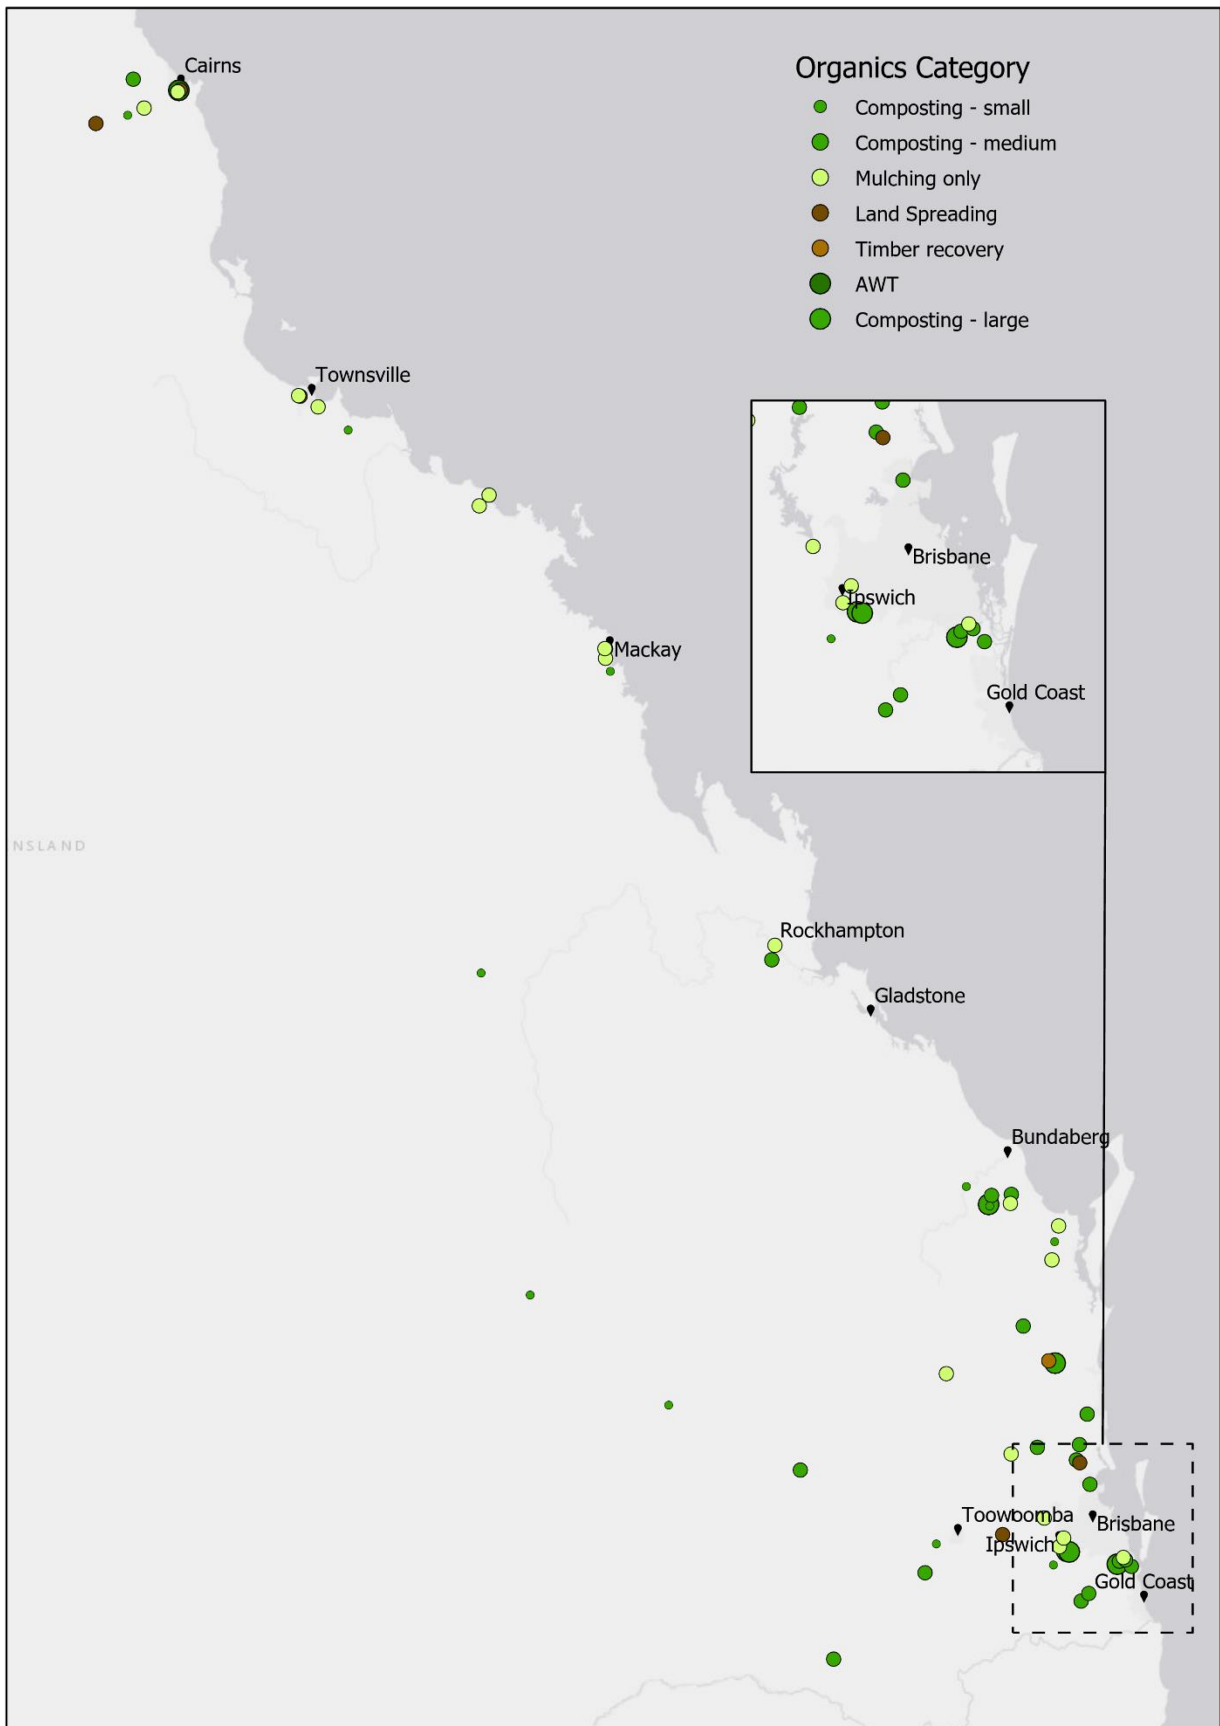 Cairns
Organics Category
Composting - small
Composting - medium
Mulching only
Land Spreading
Timber recovery
AWT
Composting - large
Townsville
Brisbane
Ipswich
Gold Coast
Mackay
NSLAND
Rockhampton
Gladstone
Bundaberg
Toowoomba
Brisbane
Ipswich
Gold Coast